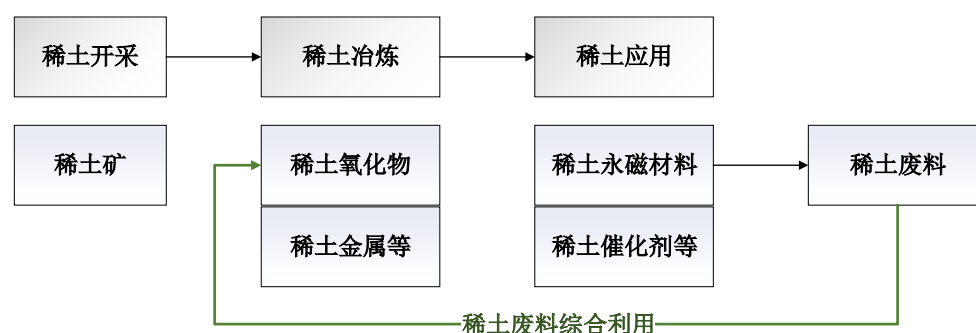 稀土开采
稀土冶炼
稀土应用
稀土矿
稀土氧化物
稀土永磁材料
稀土废料
稀土金属等
稀土催化剂等
稀土废料综合利用